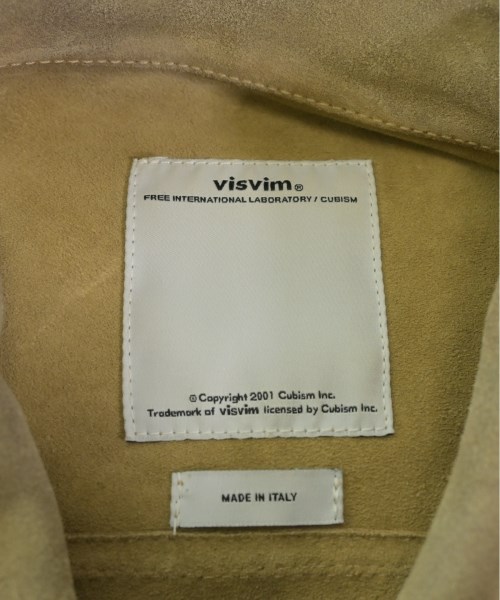 visvim®
FREE INTERNATIONAL LABORATORY / CUBISM
© Copyright 2001 Cubism Inc.
Trademark of visvim licensed by Cubism Inc.
MADE IN ITALY